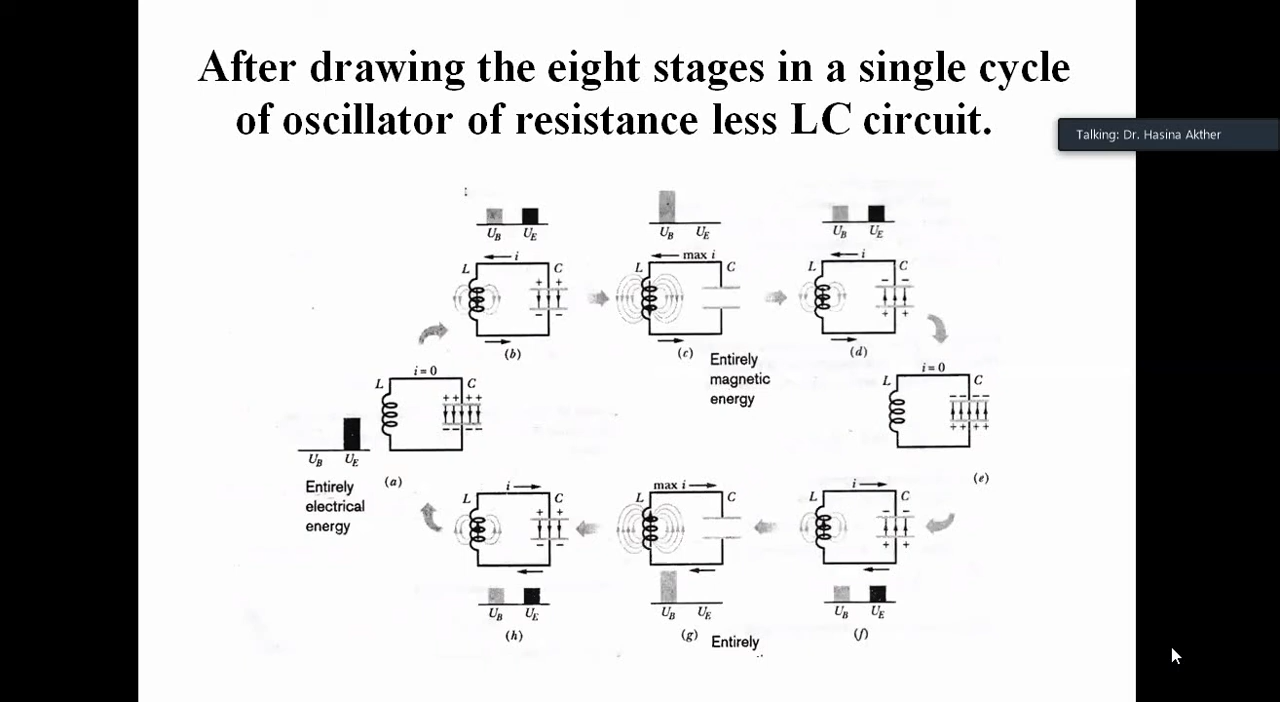 After drawing the eight stages in a single cycle
of oscillator of resistance less LC circuit.
Talking: Dr. Hasina Akther
U_B U_E
i
L C
+ +
− −
(b)
U_B U_E
max i
L C
(c)
Entirely
magnetic
energy
U_B U_E
i
L C
− −
+ +
(d)
i = 0
L C
+ + + +
− − − −
U_B U_E
(a)
Entirely
electrical
energy
i = 0
L C
− − − −
+ + + +
(e)
i
L C
+ +
− −
U_B U_E
(h)
max i
L C
U_B U_E
(g)
Entirely
i
L C
− −
+ +
U_B U_E
(f)